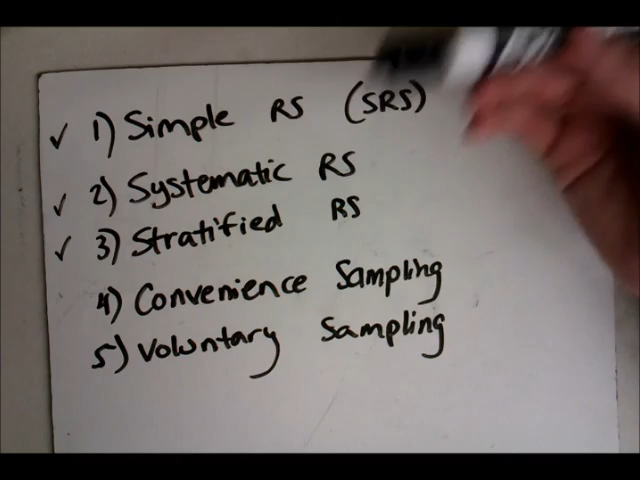 ✓ 1) Simple RS (SRS)
✓ 2) Systematic RS
✓ 3) Stratified RS
4) Convenience Sampling
5) Voluntary Sampling